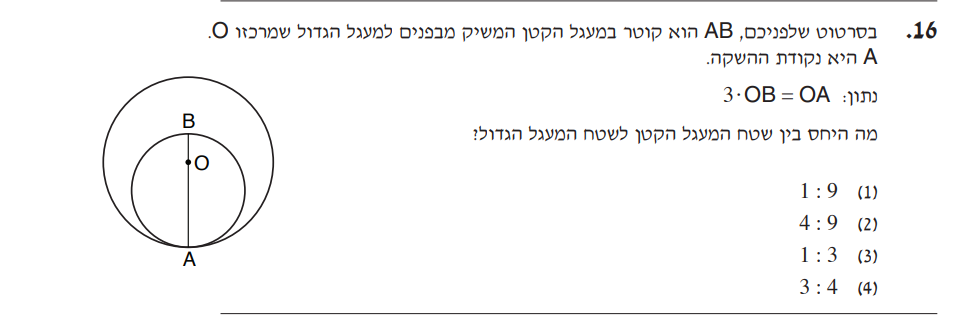 16. בסרטוט שלפניכם, AB הוא קוטר במעגל הקטן המשיק מבפנים למעגל הגדול שמרכזו O.
A היא נקודת ההשקה.
נתון: 3·OB = OA
מה היחס בין שטח המעגל הקטן לשטח המעגל הגדול?
(1) 1 : 9
(2) 4 : 9
(3) 1 : 3
(4) 3 : 4
B
O
A